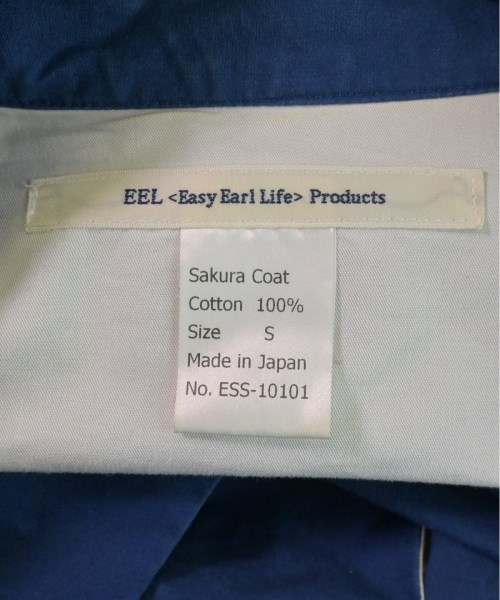 EEL <Easy Earl Life> Products
Sakura Coat
Cotton 100%
Size S
Made in Japan
No. ESS-10101